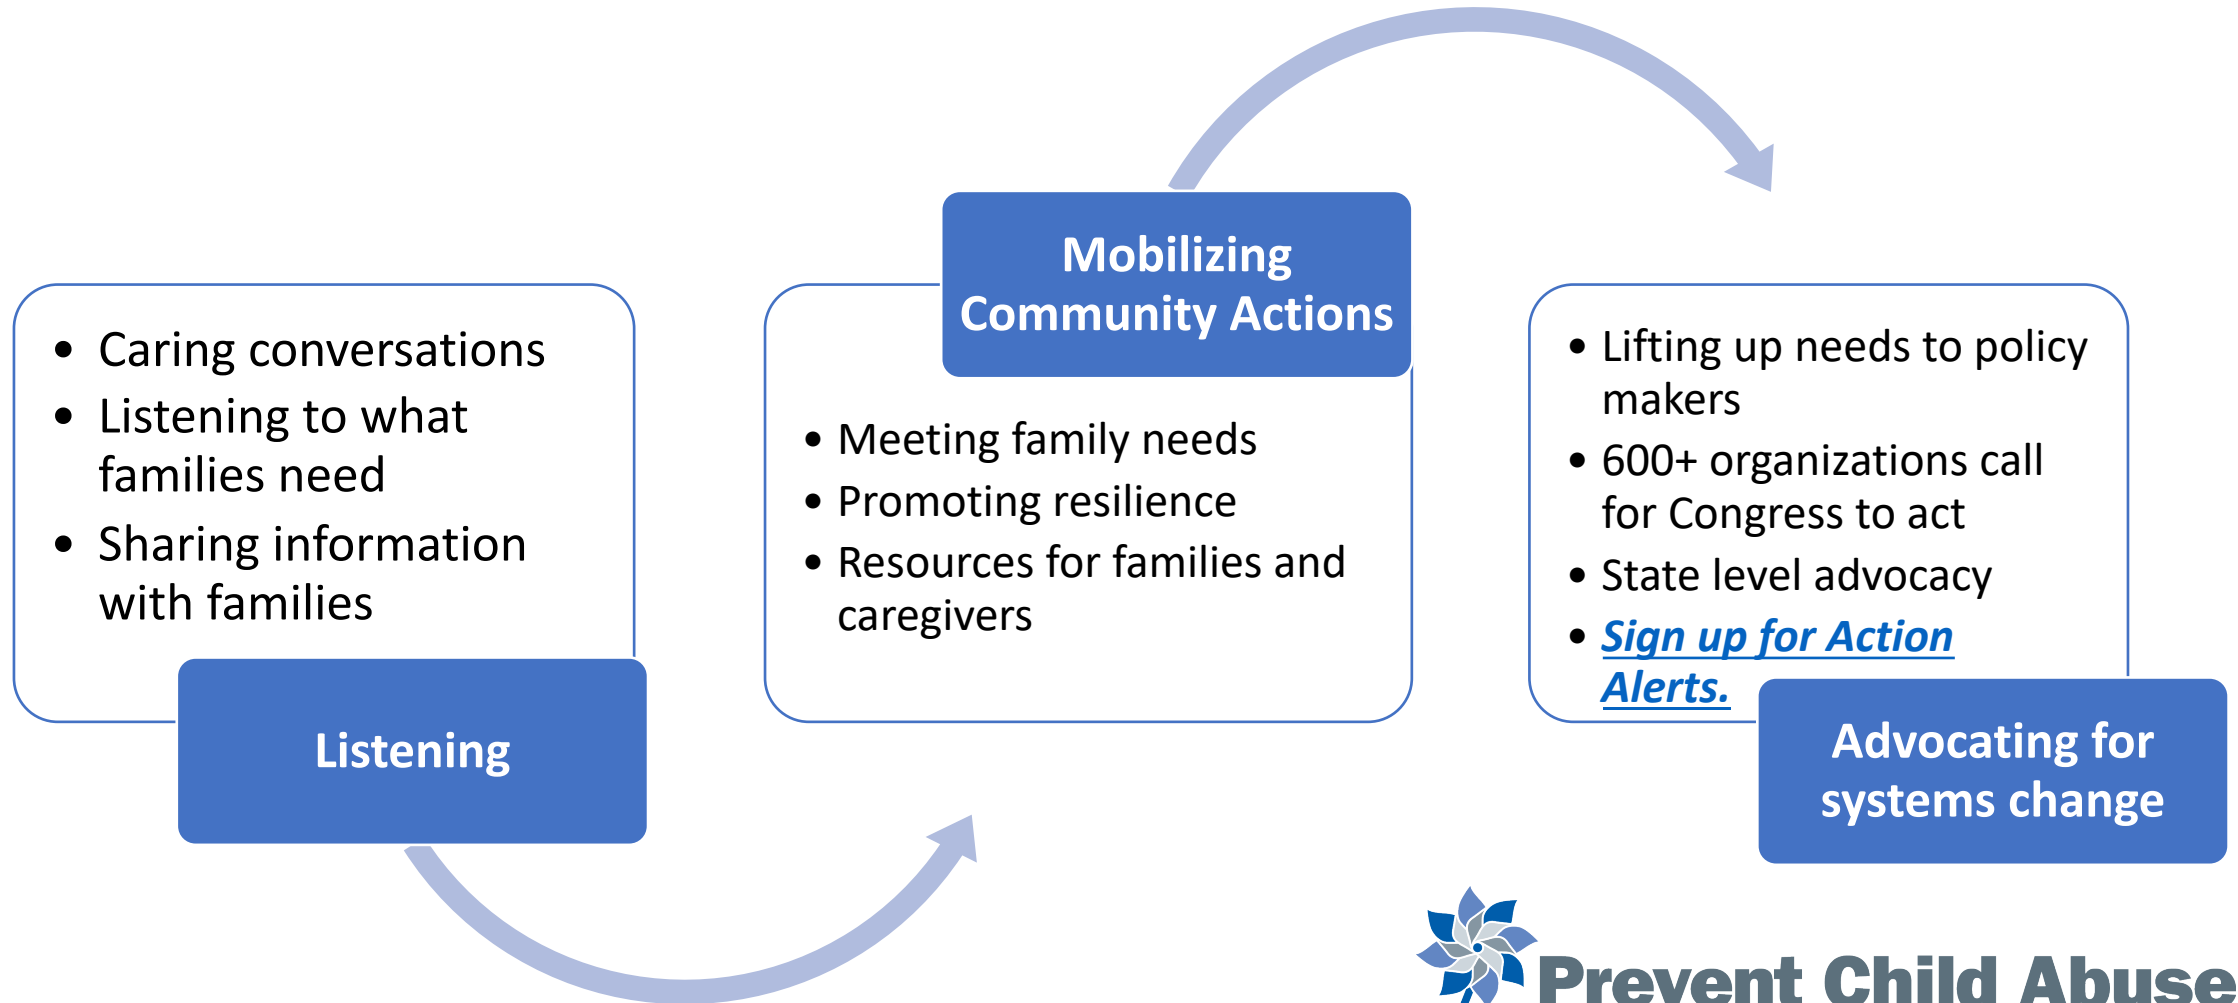 • Caring conversations
• Listening to what
families need
• Sharing information
with families
Listening
Mobilizing
Community Actions
• Meeting family needs
• Promoting resilience
• Resources for families and
caregivers
• Lifting up needs to policy
makers
• 600+ organizations call
for Congress to act
• State level advocacy
• Sign up for Action
Alerts.
Advocating for
systems change
Prevent Child Abuse